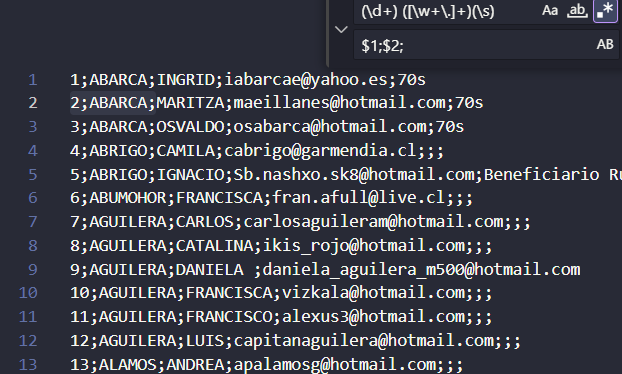 (\d+) ([\w+\.]+)(\s)
Aa ab .*
$1;$2;
AB
1 1;ABARCA;INGRID;iabarcae@yahoo.es;70s
2 2;ABARCA;MARITZA;maeillanes@hotmail.com;70s
3 3;ABARCA;OSVALDO;osabarca@hotmail.com;70s
4 4;ABRIGO;CAMILA;cabrigo@garmendia.cl;;;
5 5;ABRIGO;IGNACIO;Sb.nashxo.sk8@hotmail.com;Beneficiario Ru
6 6;ABUMOHOR;FRANCISCA;fran.afull@live.cl;;;
7 7;AGUILERA;CARLOS;carlosaguileram@hotmail.com;;;
8 8;AGUILERA;CATALINA;ikis_rojo@hotmail.com;;;
9 9;AGUILERA;DANIELA ;daniela_aguilera_m500@hotmail.com
10 10;AGUILERA;FRANCISCA;vizkala@hotmail.com;;;
11 11;AGUILERA;FRANCISCO;alexus3@hotmail.com;;;
12 12;AGUILERA;LUIS;capitanaguilera@hotmail.com;;;
13 13;ALAMOS;ANDREA;apalamosg@hotmail.com;;;